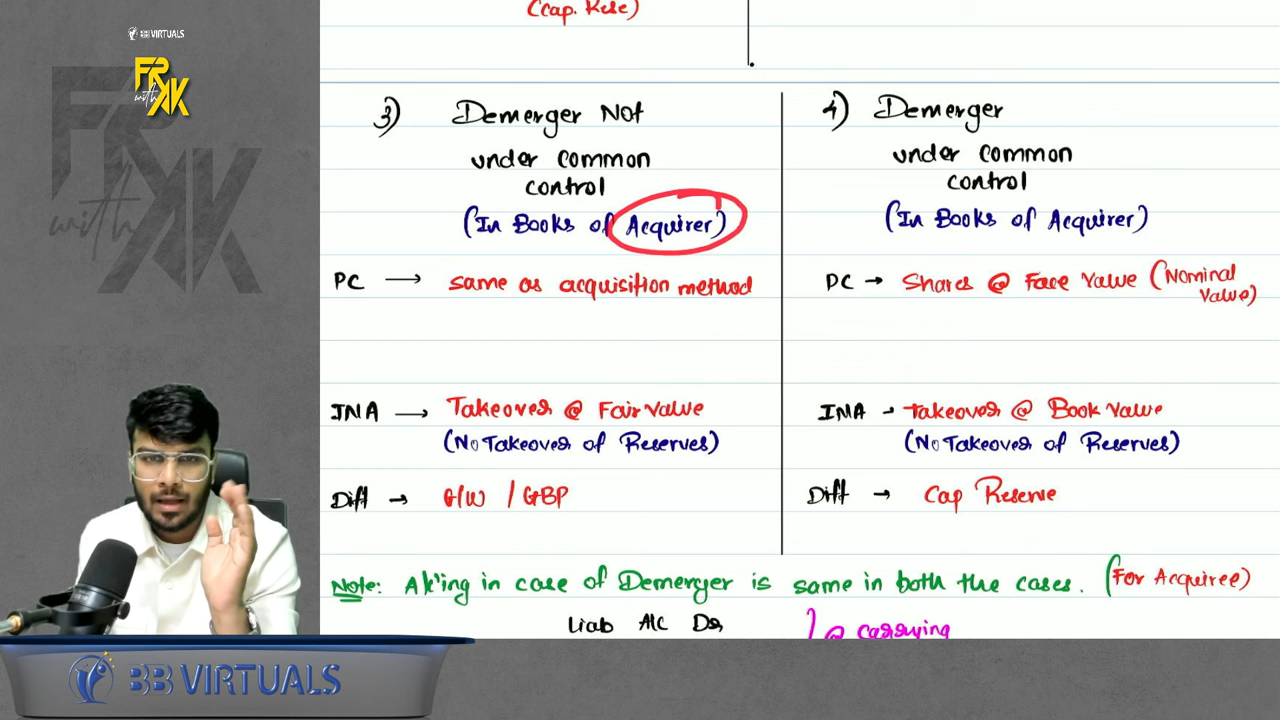 (cap. Rese)
BB VIRTUALS
FR
with
AK
FR
with
AK
3) Demerger Not
under common
control
(In Books of Acquirer)
PC → same as acquisition method
INA → Takeover @ Fair Value
(No Takeover of Reserves)
Diff → G/W / GBP
4) Demerger
under common
control
(In Books of Acquirer)
PC → Shares @ Face Value (Nominal
Value)
INA → Takeover @ Book Value
(No Takeover of Reserves)
Diff → Cap Reserve
Note: A/c'ing in case of Demerger is same in both the cases. (For Acquiree)
Liab A/c Dr,
} @ carrying
BB VIRTUALS